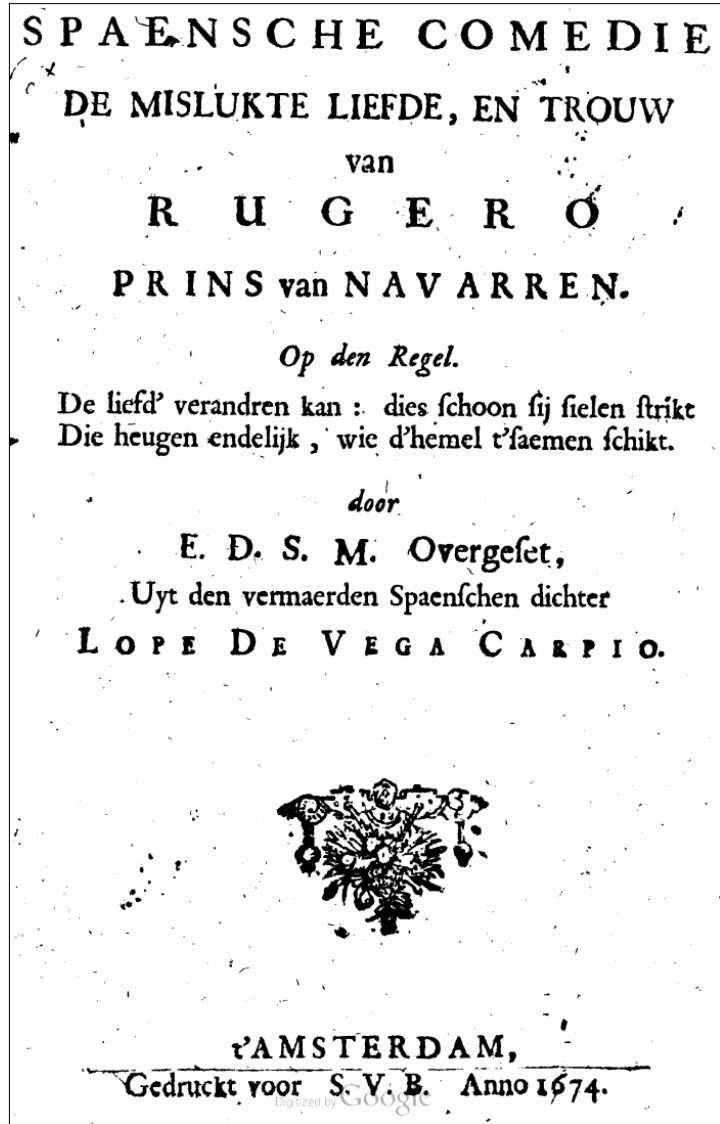 SPAENSCHE COMEDIE
DE MISLUKTE LIEFDE, EN TROUW
van
RUGERO
PRINS van NAVARREN.
Op den Regel.
De liefd' verandren kan : dies ſchoon ſij ſielen ſtrikt
Die heugen endelijk, wie d'hemel t'ſaemen ſchikt.
door
E. D. S. M. Overgeſet,
Uyt den vermaerden Spaenſchen dichter
LOPE DE VEGA CARPIO.
t'AMSTERDAM,
Gedruckt voor S. V. B. Anno 1674.
Digitized by Google